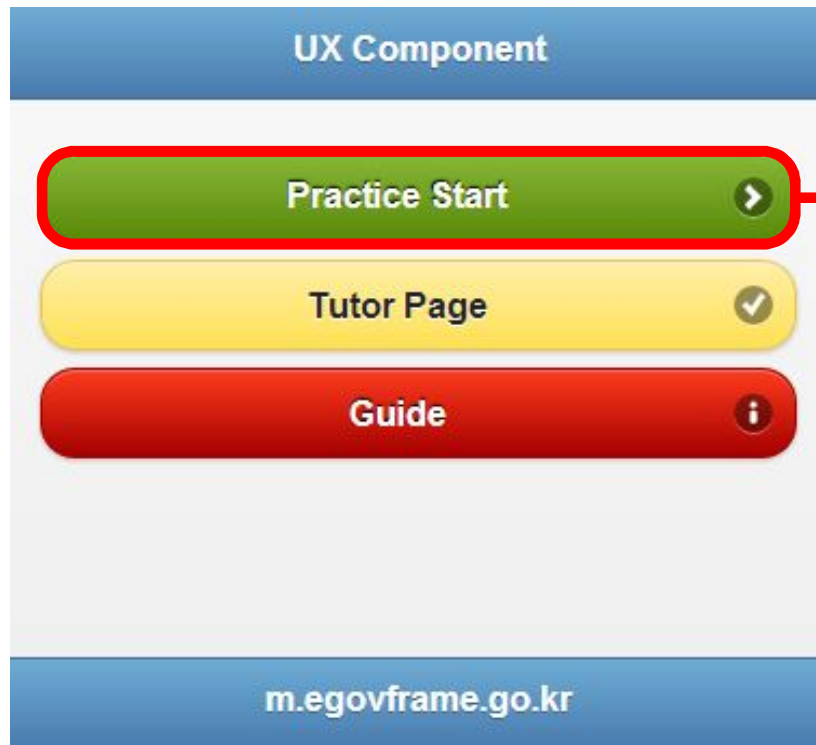 UX Component
Practice Start
Tutor Page
Guide
m.egovframe.go.kr